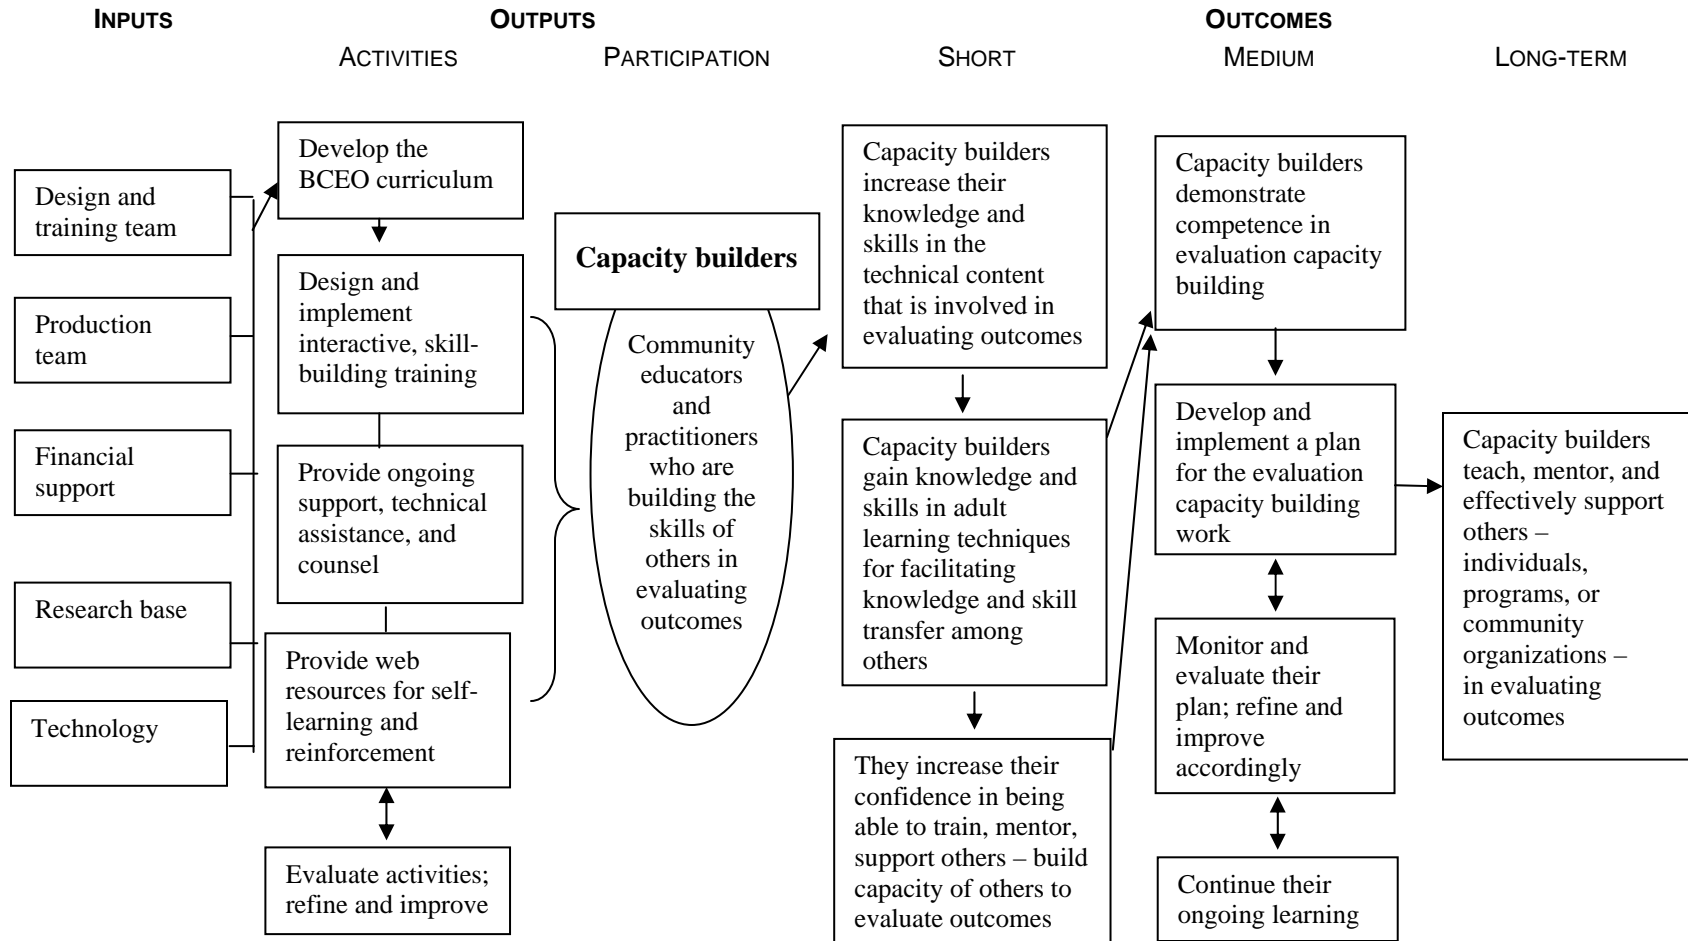 INPUTS
OUTPUTS
OUTCOMES
ACTIVITIES
PARTICIPATION
SHORT
MEDIUM
LONG-TERM
Design and
training team
Production
team
Financial
support
Research base
Technology
Develop the
BCEO curriculum
Design and
implement
interactive, skill-
building training
Provide ongoing
support, technical
assistance, and
counsel
Provide web
resources for self-
learning and
reinforcement
Evaluate activities;
refine and improve
Capacity builders
Community
educators
and
practitioners
who are
building the
skills of
others in
evaluating
outcomes
Capacity builders
increase their
knowledge and
skills in the
technical content
that is involved in
evaluating outcomes
Capacity builders
gain knowledge and
skills in adult
learning techniques
for facilitating
knowledge and skill
transfer among
others
They increase their
confidence in being
able to train, mentor,
support others – build
capacity of others to
evaluate outcomes
Capacity builders
demonstrate
competence in
evaluation capacity
building
Develop and
implement a plan
for the evaluation
capacity building
work
Monitor and
evaluate their
plan; refine and
improve
accordingly
Continue their
ongoing learning
Capacity builders
teach, mentor, and
effectively support
others –
individuals,
programs, or
community
organizations –
in evaluating
outcomes